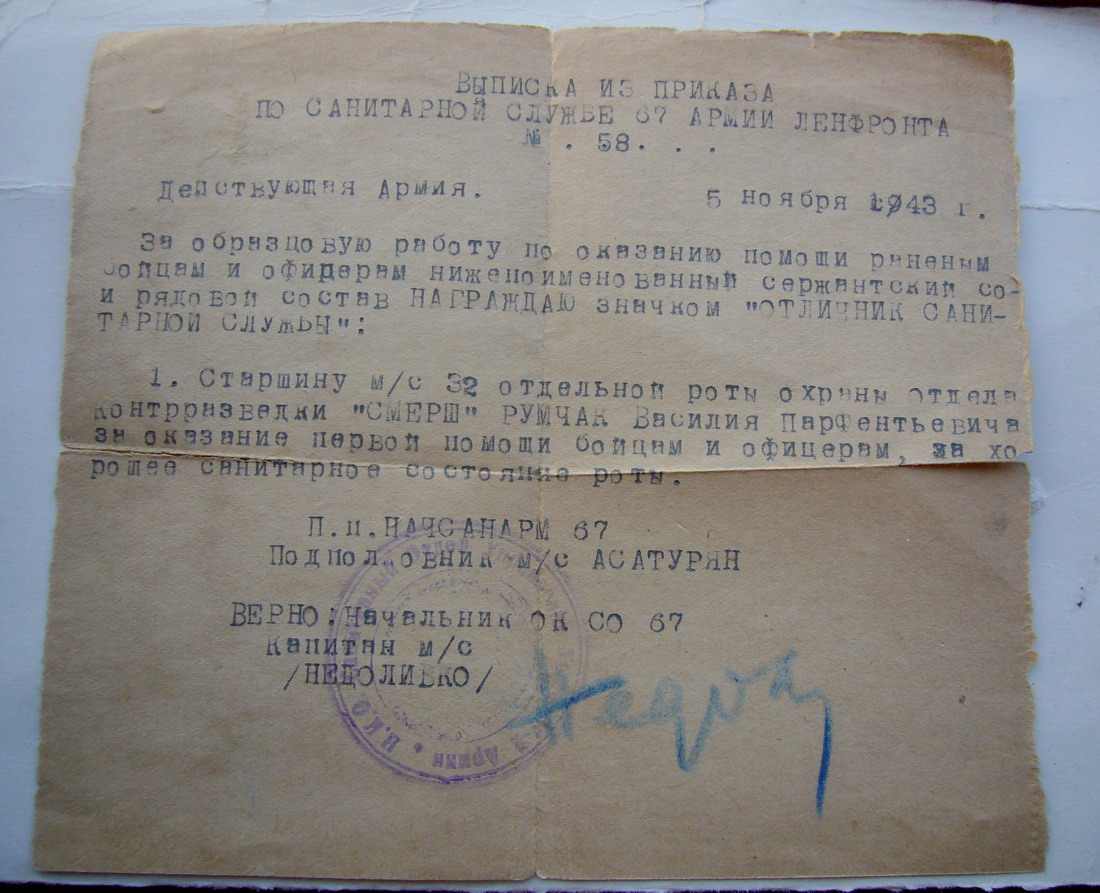 Выписка из приказа
по санитарной службе 67 армии Ленфронта
№ . 58. . .
Действующая Армия. 5 ноября 1943 г.
За образцовую работу по оказанию помощи раненым
бойцам и офицерам нижепоименованный сержантский со-
и рядовой состав НАГРАЖДАЮ значком "ОТЛИЧНИК САНИ-
ТАРНОЙ СЛУЖБЫ":
1. Старшину м/с 32 отдельной роты охраны отдела
контрразведки "СМЕРШ" РУМЧАК Василия Парфентьевича
за оказание первой помощи бойцам и офицерам, за хо
рошее санитарное состояние роты.
П.п.НАЧСАНАРМ 67
Подполковник м/с АСАТУРЯН
ВЕРНО:Начальник ОК СО 67
Капитан м/с
/НЕДОЛИВКО/
Отдел
Армии • В.К.О.